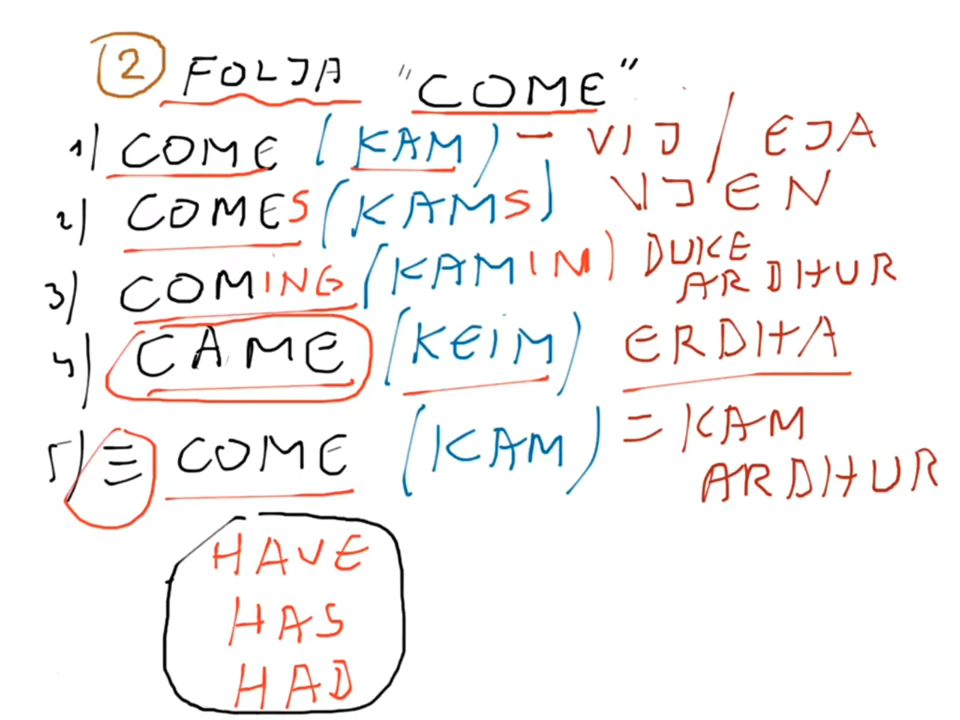 2 FOLJA "COME"
1) COME (KAM) – VIJ / EJA
2) COMES (KAMS) VJEN
3) COMING (KAMIN) DUKE ARDHUR
4) CAME (KEIM) ERDHA
5) ≡ COME (KAM) = KAM ARDHUR
HAVE
HAS
HAD